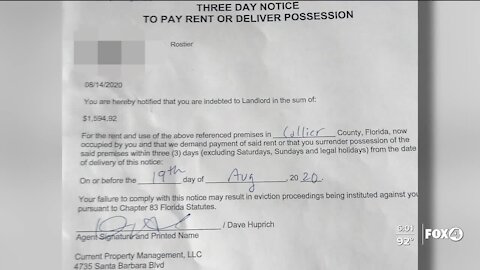 THREE DAY NOTICE
TO PAY RENT OR DELIVER POSSESSION
Rostier
08/14/2020
You are hereby notified that you are indebted to Landlord in the sum of:
$1,594.92
For the rent and use of the above referenced premises in Collier County, Florida, now
occupied by you and that we demand payment of said rent or that you surrender possession of the
said premises within three (3) days (excluding Saturdays, Sundays and legal holidays) from the date
of delivery of this notice:
On or before the 19th day of Aug 2020.
Your failure to comply with this notice may result in eviction proceedings being instituted against you
pursuant to Chapter 83 Florida Statutes.
/ Dave Huprich
Agent Signature and Printed Name
Current Property Management, LLC
4735 Santa Barbara Blvd
6:01
92°
FOX 4